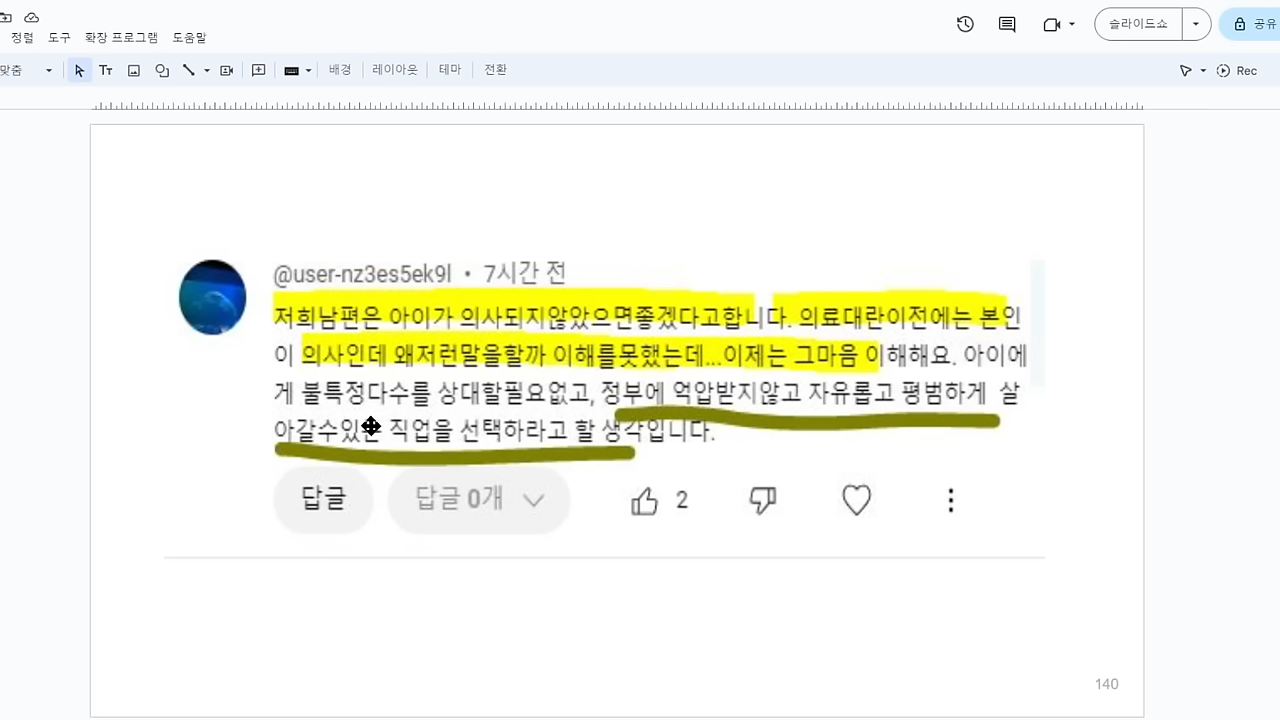 정렬 도구 확장 프로그램 도움말
슬라이드쇼
공유
맞춤
Tт
배경 레이아웃 테마 전환
Rec
@user-nz3es5ek9l • 7시간 전
저희남편은 아이가 의사되지않았으면좋겠다고합니다. 의료대란이전에는 본인
이 의사인데 왜저런말을할까 이해를못했는데...이제는 그마음 이해해요. 아이에
게 불특정다수를 상대할필요없고, 정부에 억압받지않고 자유롭고 평범하게 살
아갈수있는 직업을 선택하라고 할 생각입니다.
답글 답글 0개 2
140